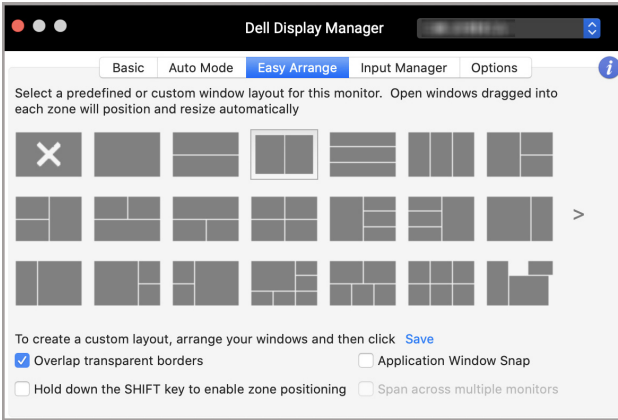 Dell Display Manager
Basic Auto Mode Easy Arrange Input Manager Options i
Select a predefined or custom window layout for this monitor. Open windows dragged into
each zone will position and resize automatically
>
To create a custom layout, arrange your windows and then click Save
Overlap transparent borders Application Window Snap
Hold down the SHIFT key to enable zone positioning Span across multiple monitors